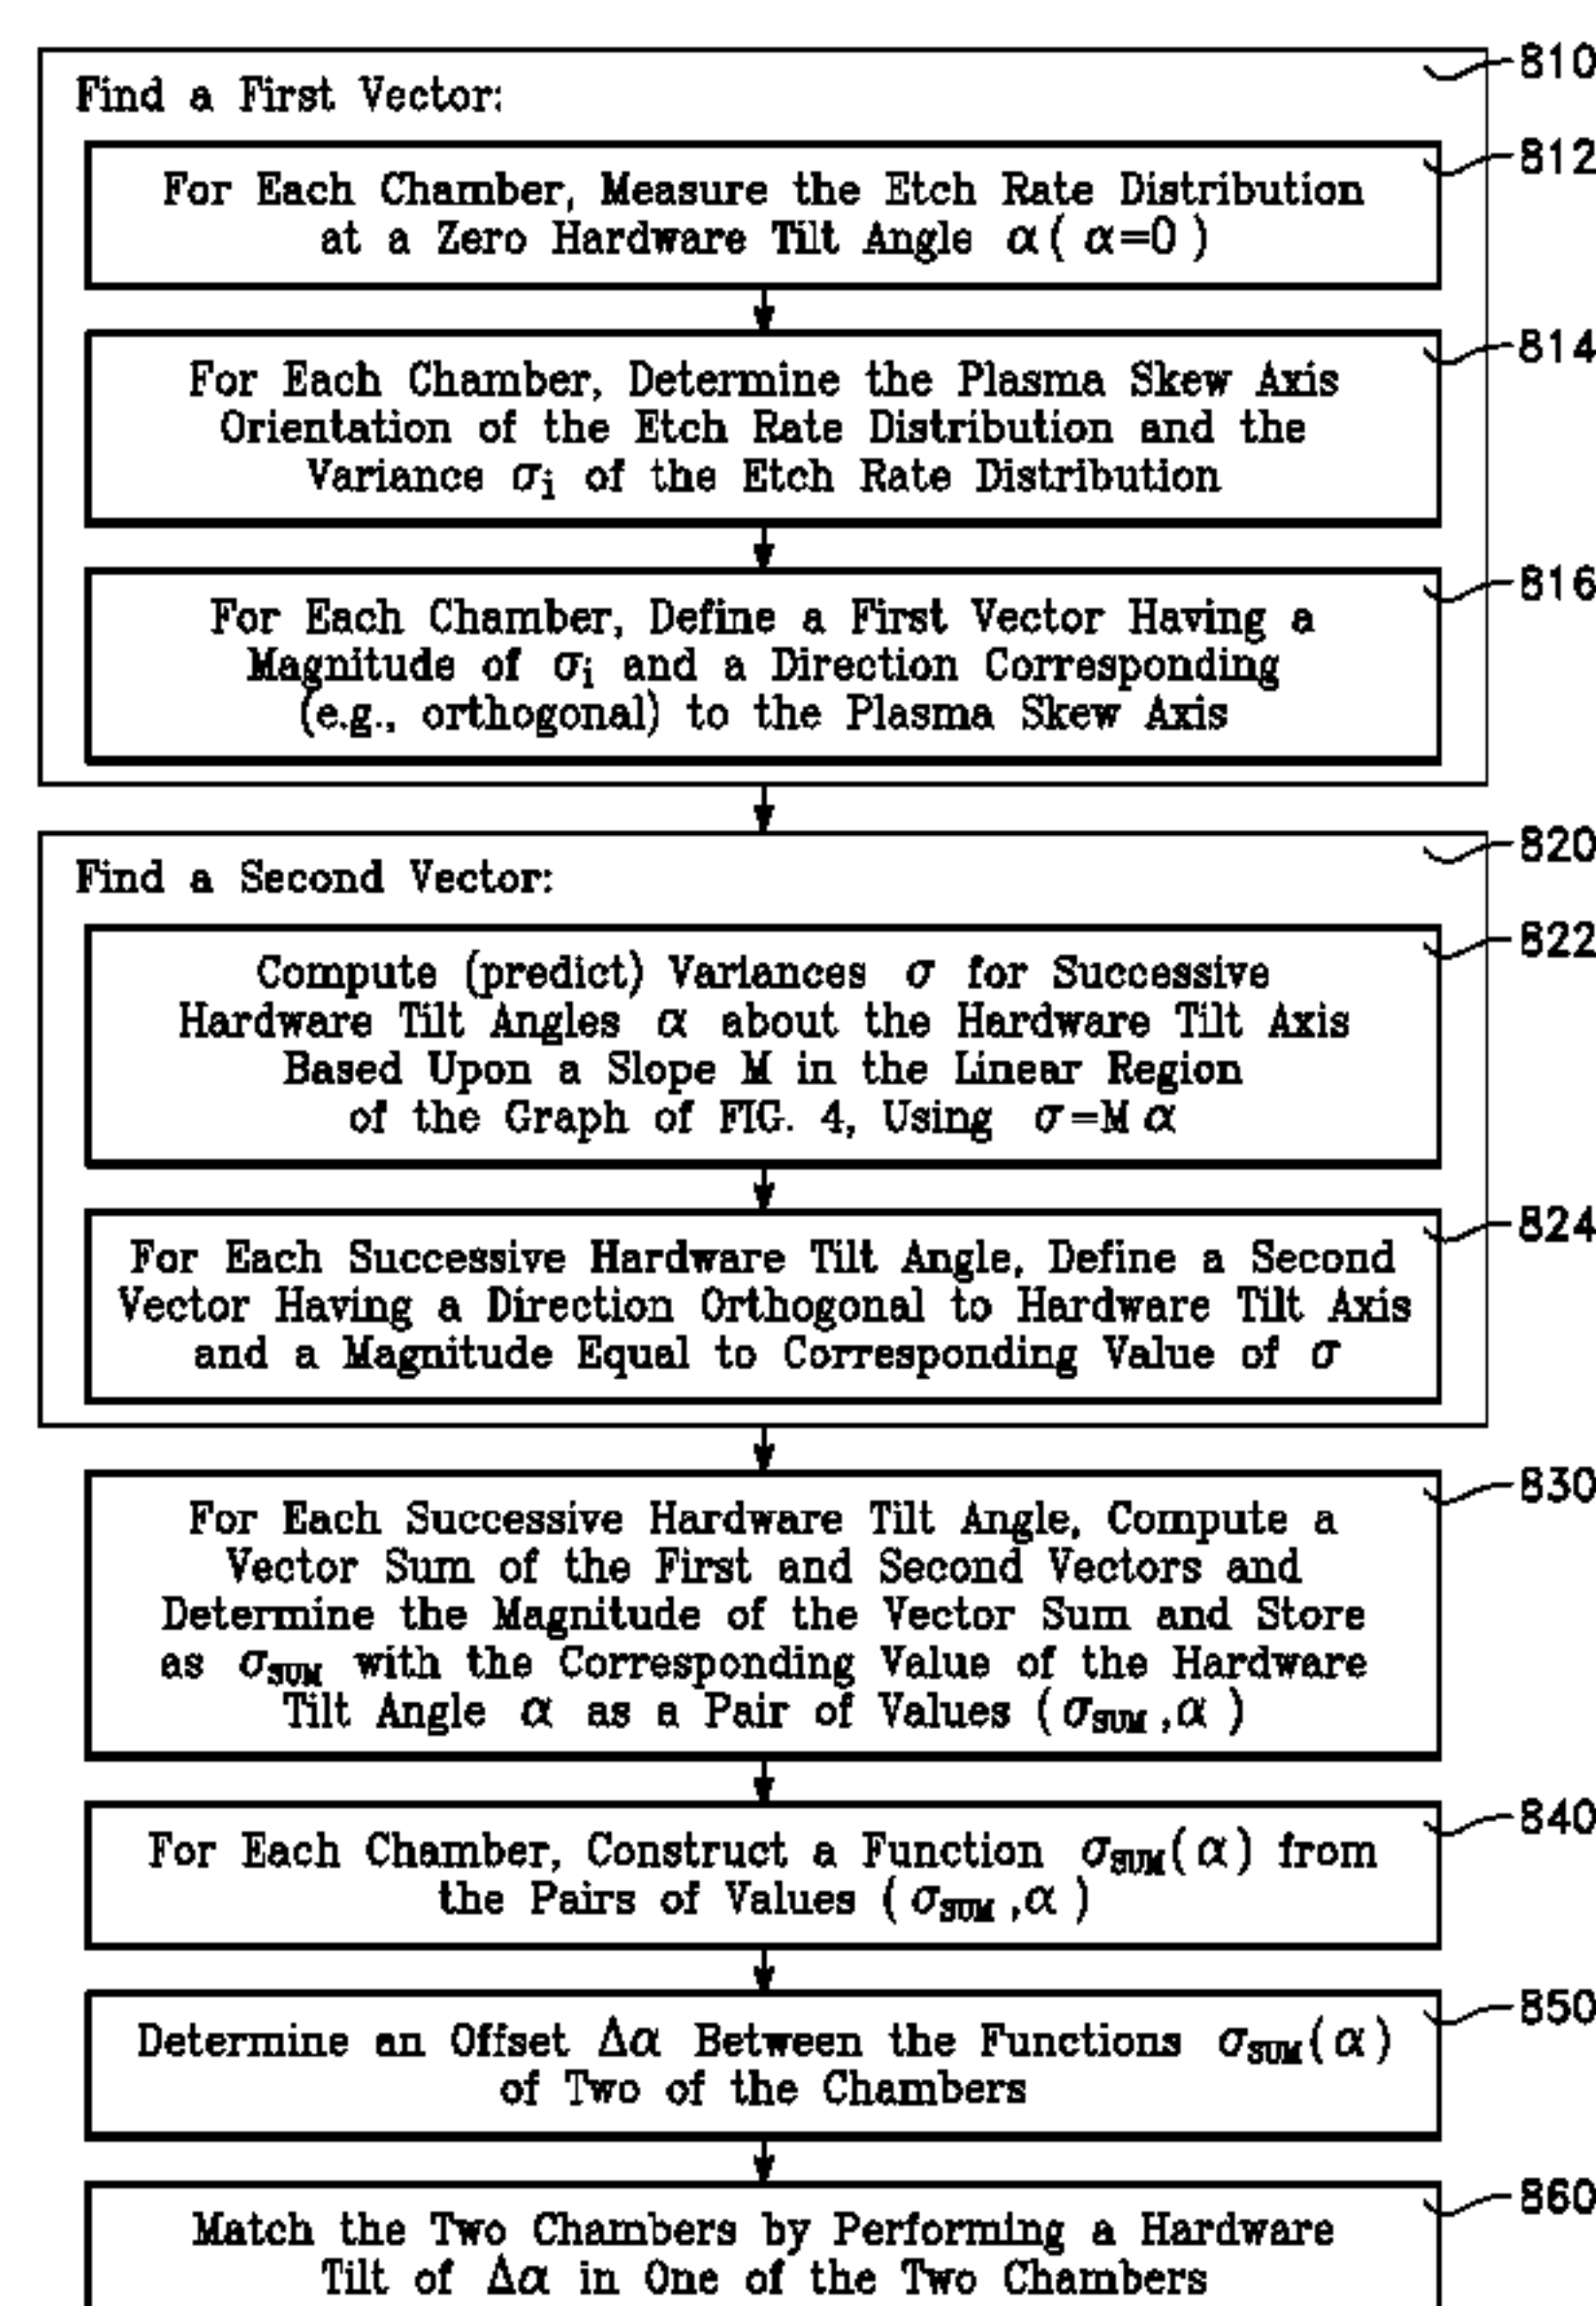 810
Find a First Vector:
812
For Each Chamber, Measure the Etch Rate Distribution
at a Zero Hardware Tilt Angle α( α=0 )
814
For Each Chamber, Determine the Plasma Skew Axis
Orientation of the Etch Rate Distribution and the
Variance σi of the Etch Rate Distribution
816
For Each Chamber, Define a First Vector Having a
Magnitude of σi and a Direction Corresponding
(e.g., orthogonal) to the Plasma Skew Axis
820
Find a Second Vector:
822
Compute (predict) Variances σ for Successive
Hardware Tilt Angles α about the Hardware Tilt Axis
Based Upon a Slope M in the Linear Region
of the Graph of FIG. 4, Using σ=M α
824
For Each Successive Hardware Tilt Angle, Define a Second
Vector Having a Direction Orthogonal to Hardware Tilt Axis
and a Magnitude Equal to Corresponding Value of σ
830
For Each Successive Hardware Tilt Angle, Compute a
Vector Sum of the First and Second Vectors and
Determine the Magnitude of the Vector Sum and Store
as σSUM with the Corresponding Value of the Hardware
Tilt Angle α as a Pair of Values (σSUM,α )
840
For Each Chamber, Construct a Function σSUM(α) from
the Pairs of Values (σSUM,α )
850
Determine an Offset Δα Between the Functions σSUM(α)
of Two of the Chambers
860
Match the Two Chambers by Performing a Hardware
Tilt of Δα in One of the Two Chambers